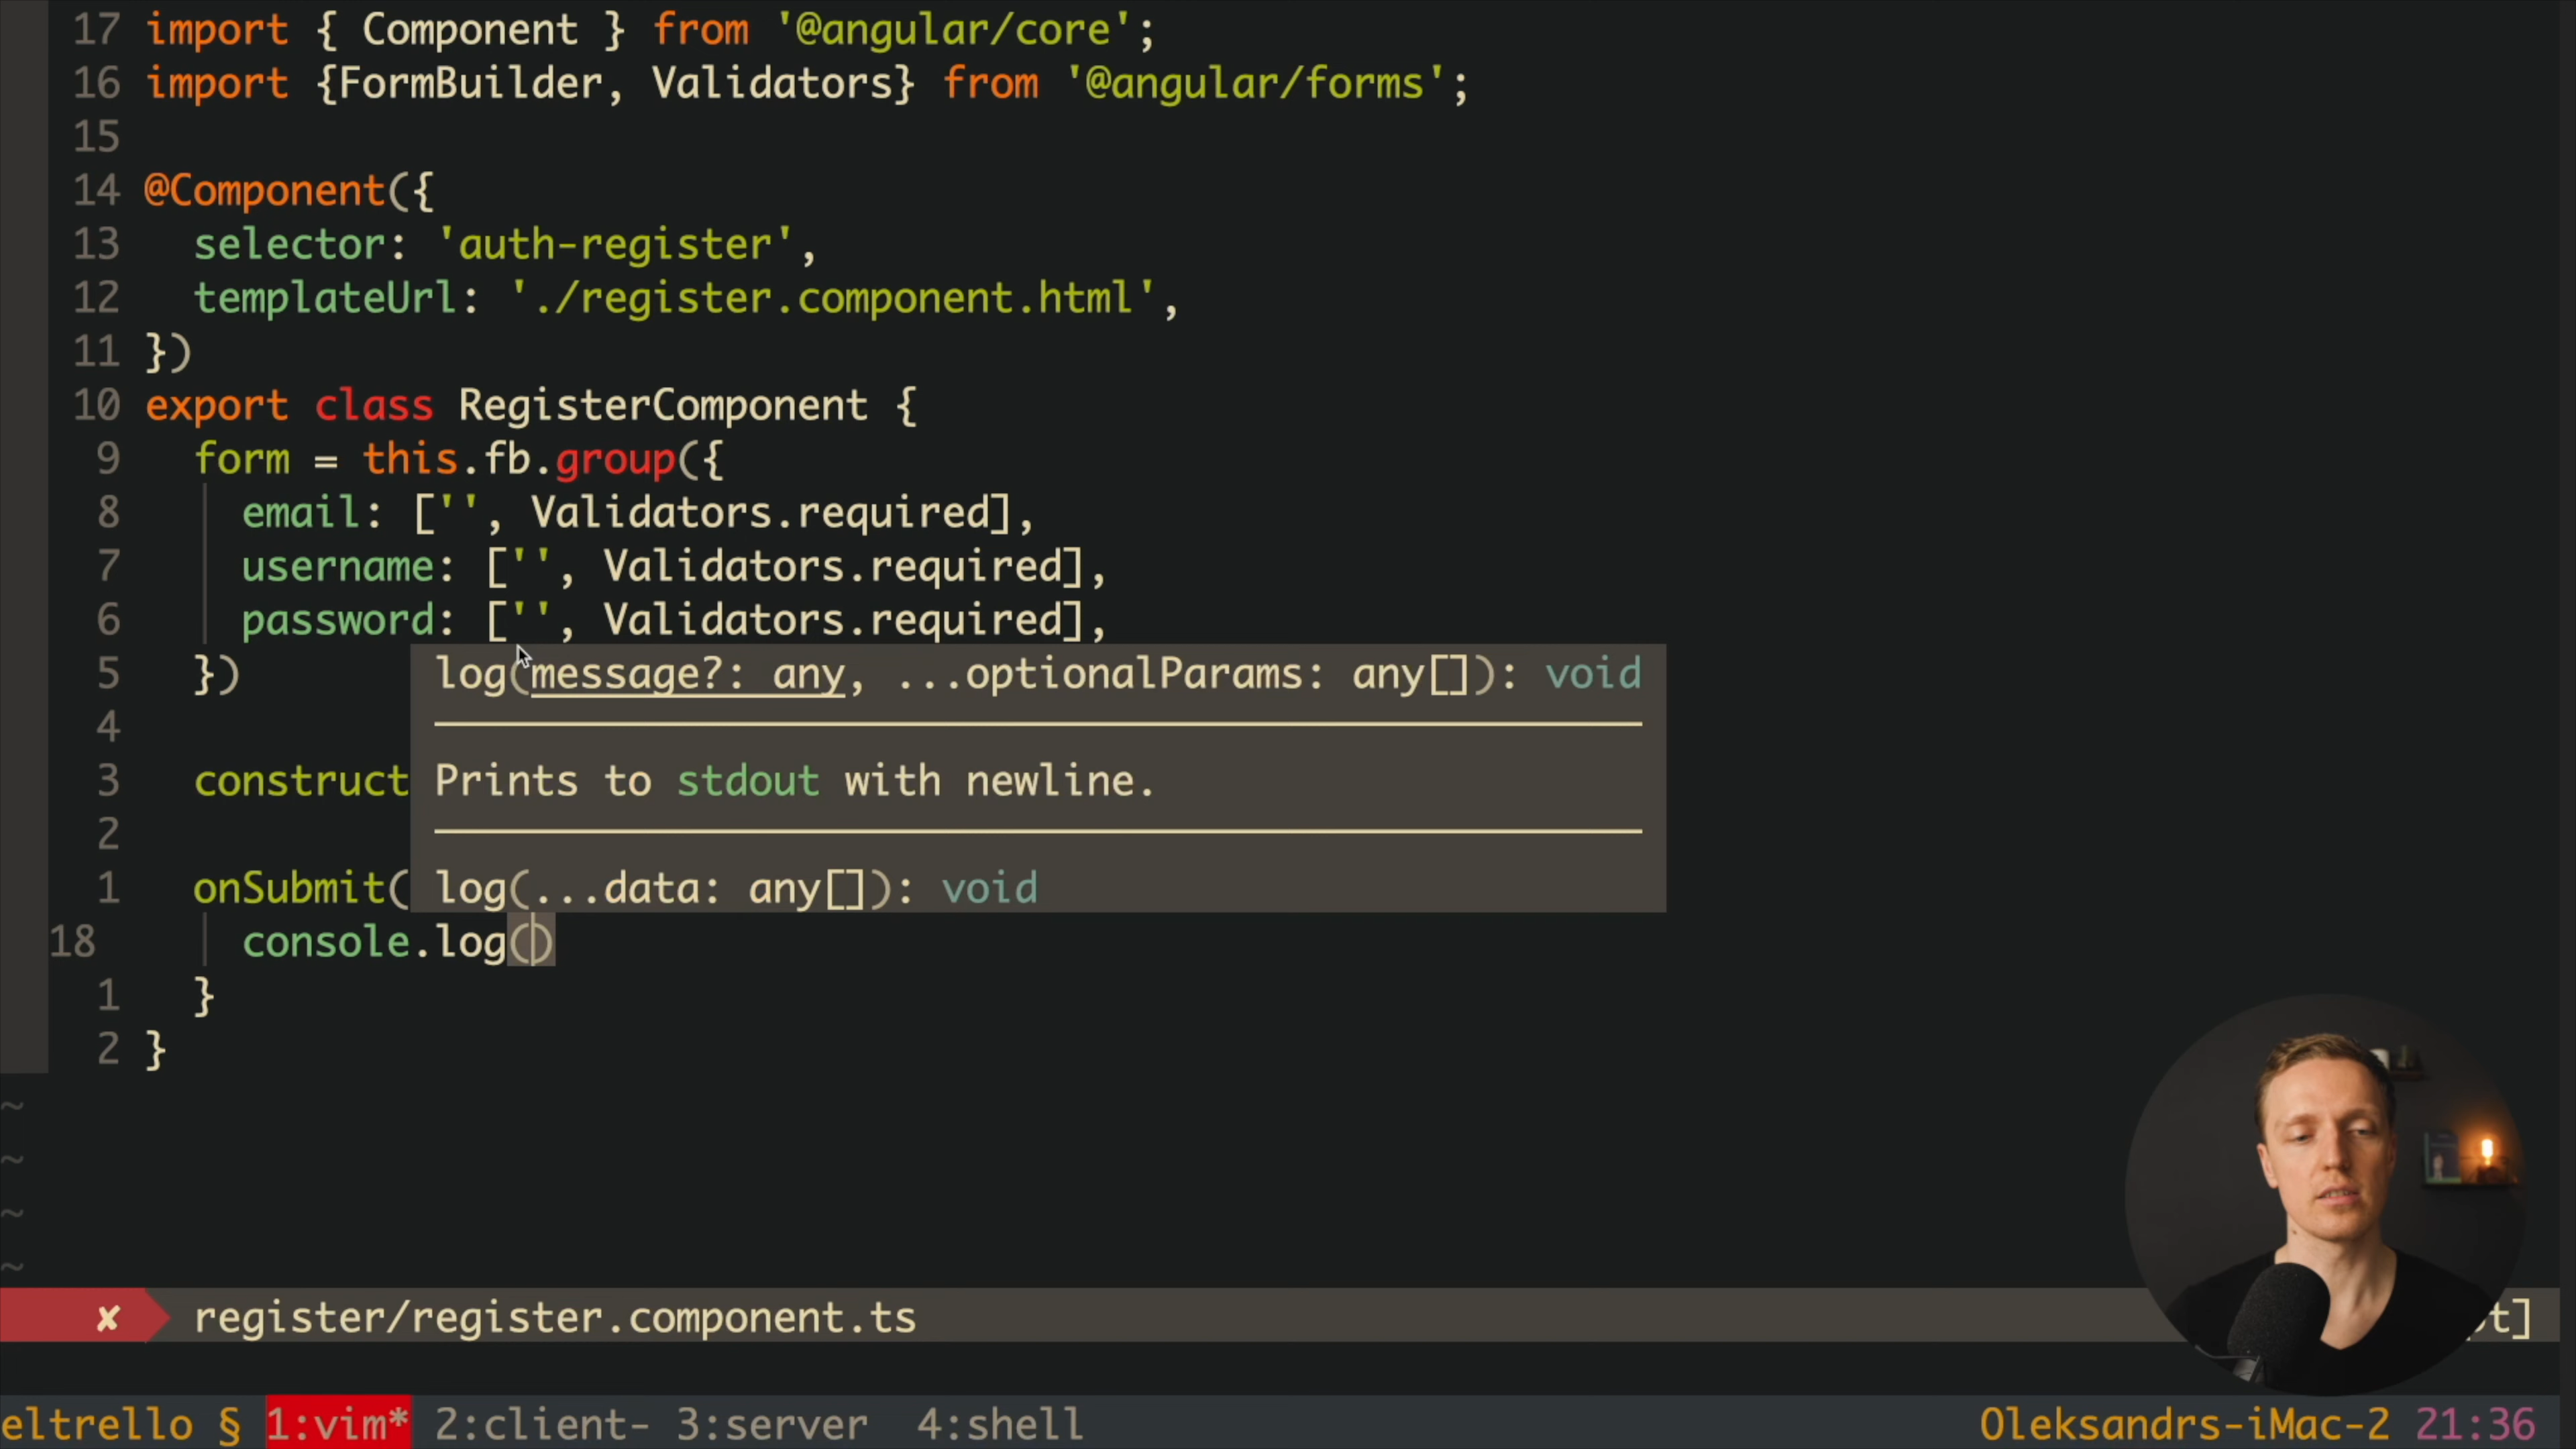 17 import { Component } from '@angular/core';
16 import {FormBuilder, Validators} from '@angular/forms';
15
14 @Component({
13 selector: 'auth-register',
12 templateUrl: './register.component.html',
11 })
10 export class RegisterComponent {
9 form = this.fb.group({
8 email: ['', Validators.required],
7 username: ['', Validators.required],
6 password: ['', Validators.required],
5 }) log(message?: any, ...optionalParams: any[]): void
4
3 construct Prints to stdout with newline.
2
1 onSubmit( log(...data: any[]): void
18 console.log()
1 }
2 }
~
~
~
~
✘ register/register.component.ts t]
eltrello § 1:vim* 2:client- 3:server 4:shell Oleksandrs-iMac-2 21:36